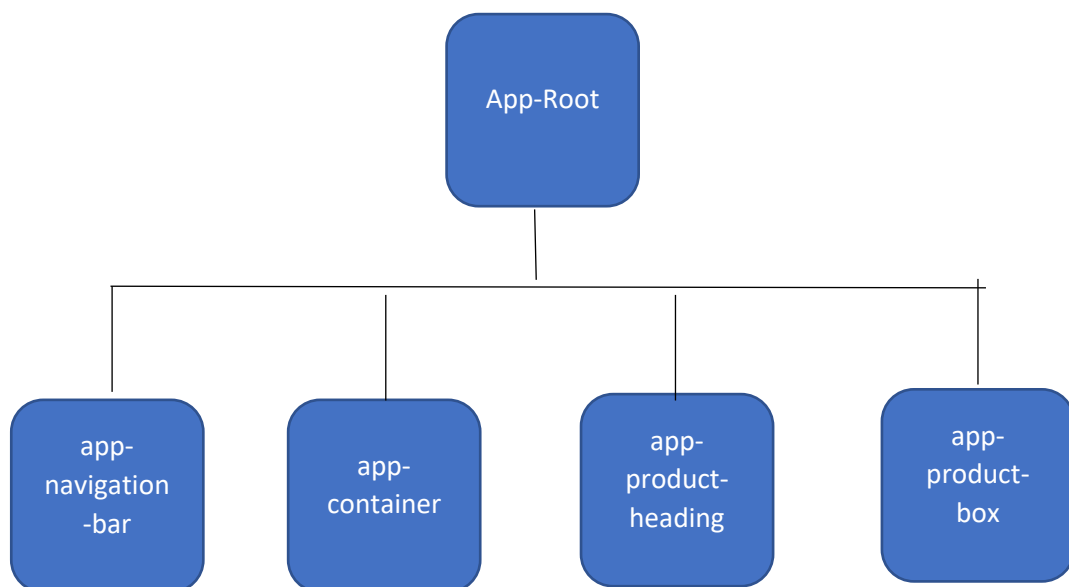 App-Root
app-
navigation
-bar
app-
container
app-
product-
heading
app-
product-
box